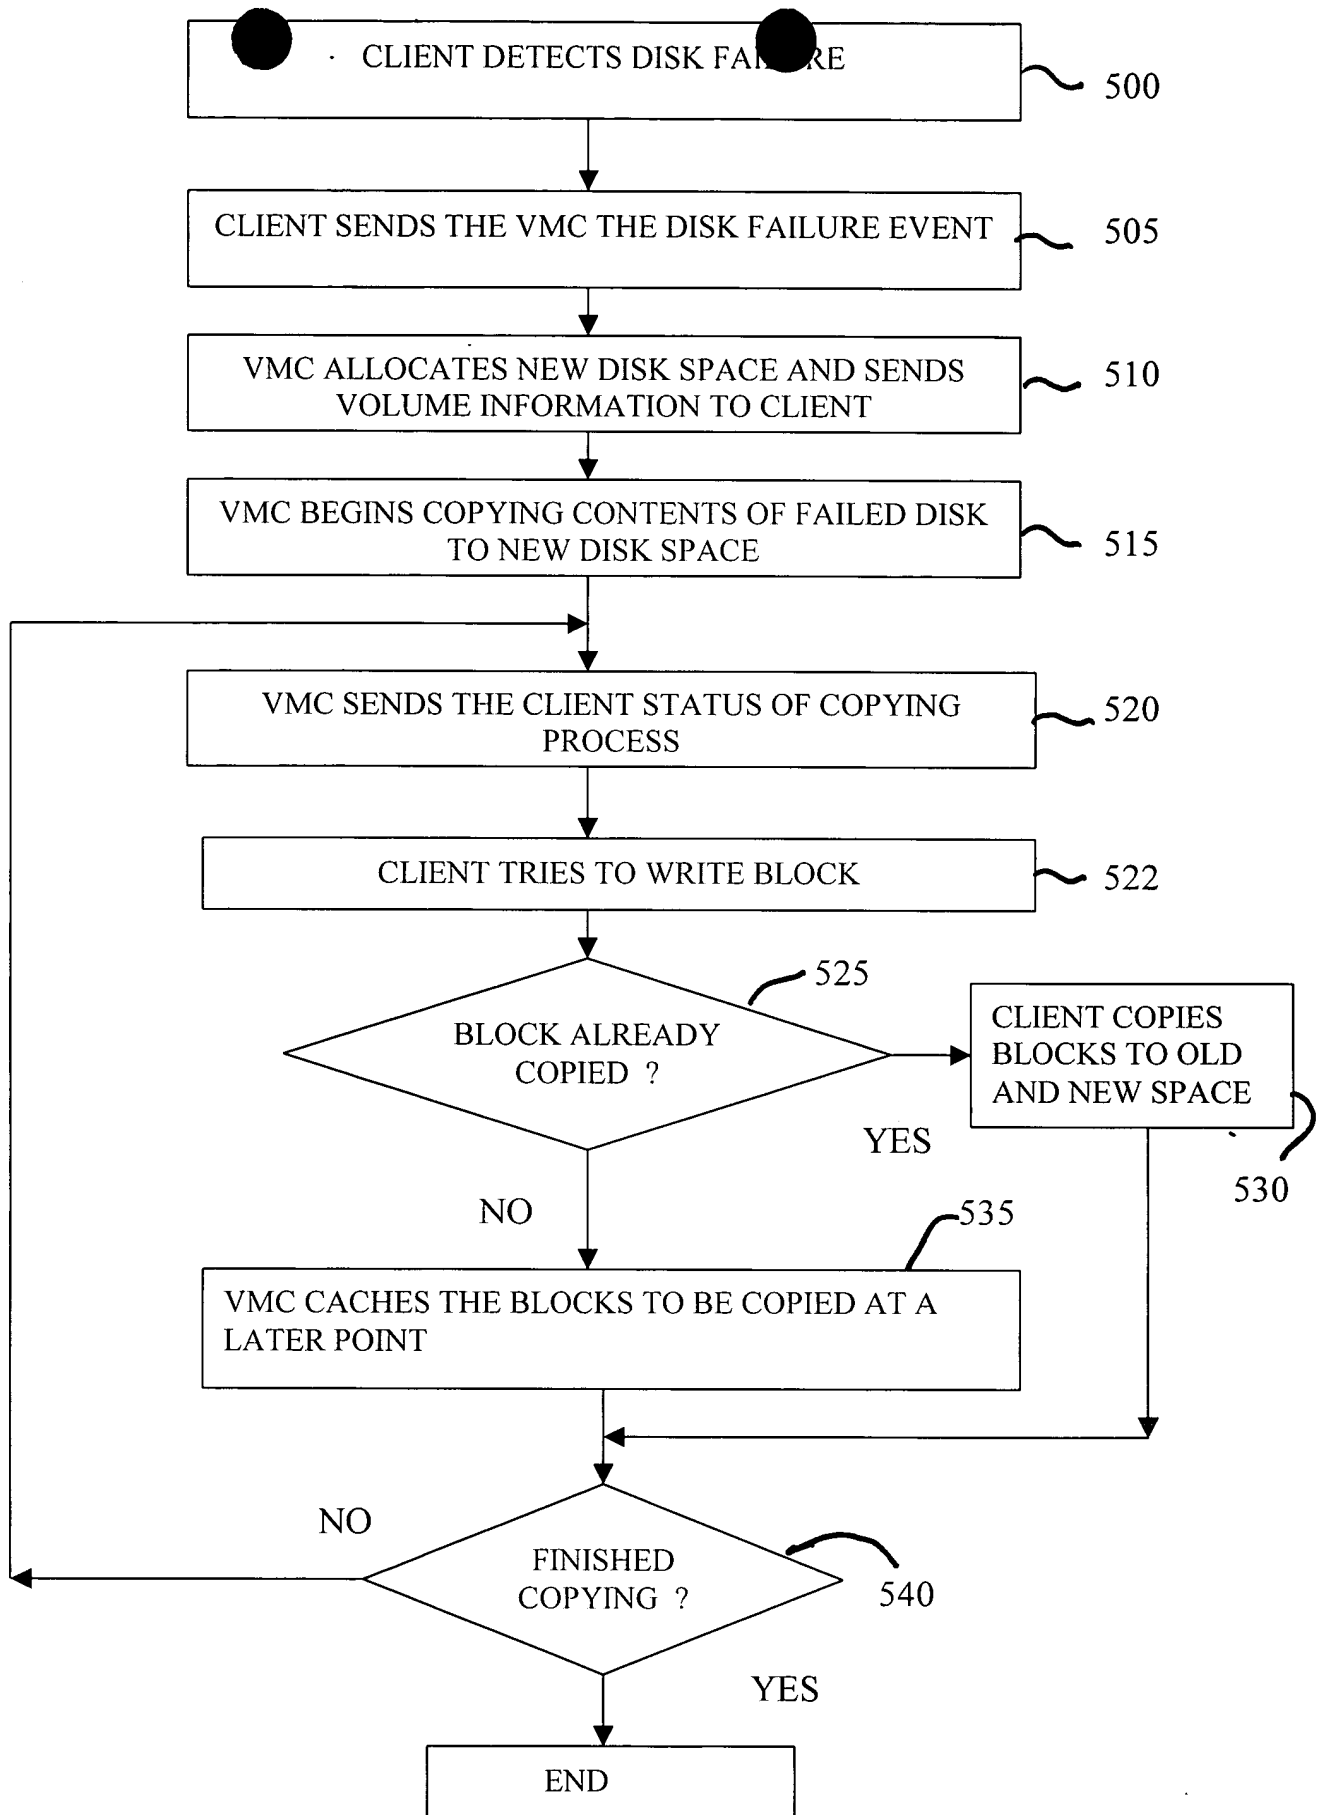 CLIENT DETECTS DISK
500
CLIENT SENDS THE VMC THE DISK FAILURE EVENT
505
VMC ALLOCATES NEW DISK SPACE AND SENDS
VOLUME INFORMATION TO CLIENT
510
VMC BEGINS COPYING CONTENTS OF FAILED DISK
TO NEW DISK SPACE
515
VMC SENDS THE CLIENT STATUS OF COPYING
PROCESS
520
CLIENT TRIES TO WRITE BLOCK
522
525
BLOCK ALREADY
COPIED ?
CLIENT COPIES
BLOCKS TO OLD
AND NEW SPACE
YES
530
NO
535
VMC CACHES THE BLOCKS TO BE COPIED AT A
LATER POINT
NO
FINISHED
COPYING ?
540
YES
END